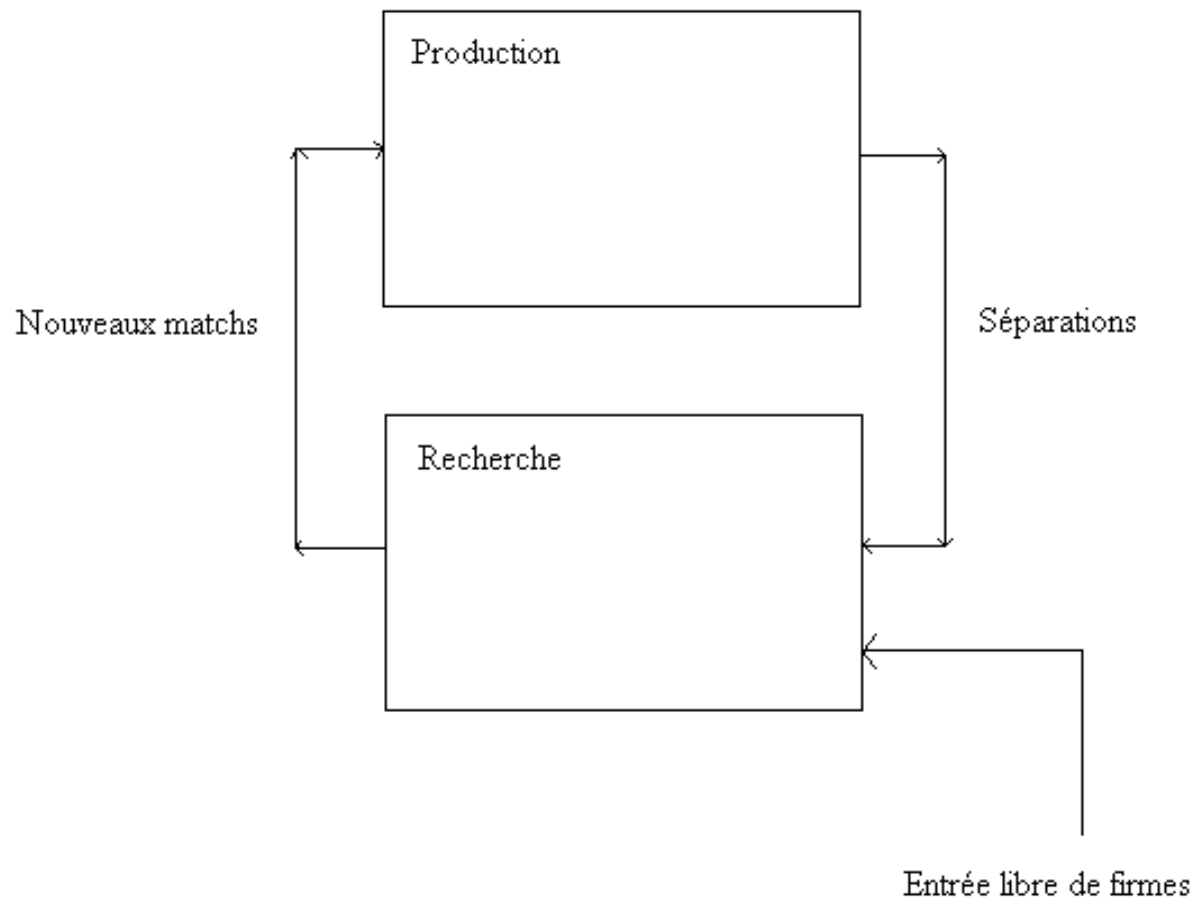 Production
Nouveaux matchs
Séparations
Recherche
Entrée libre de firmes